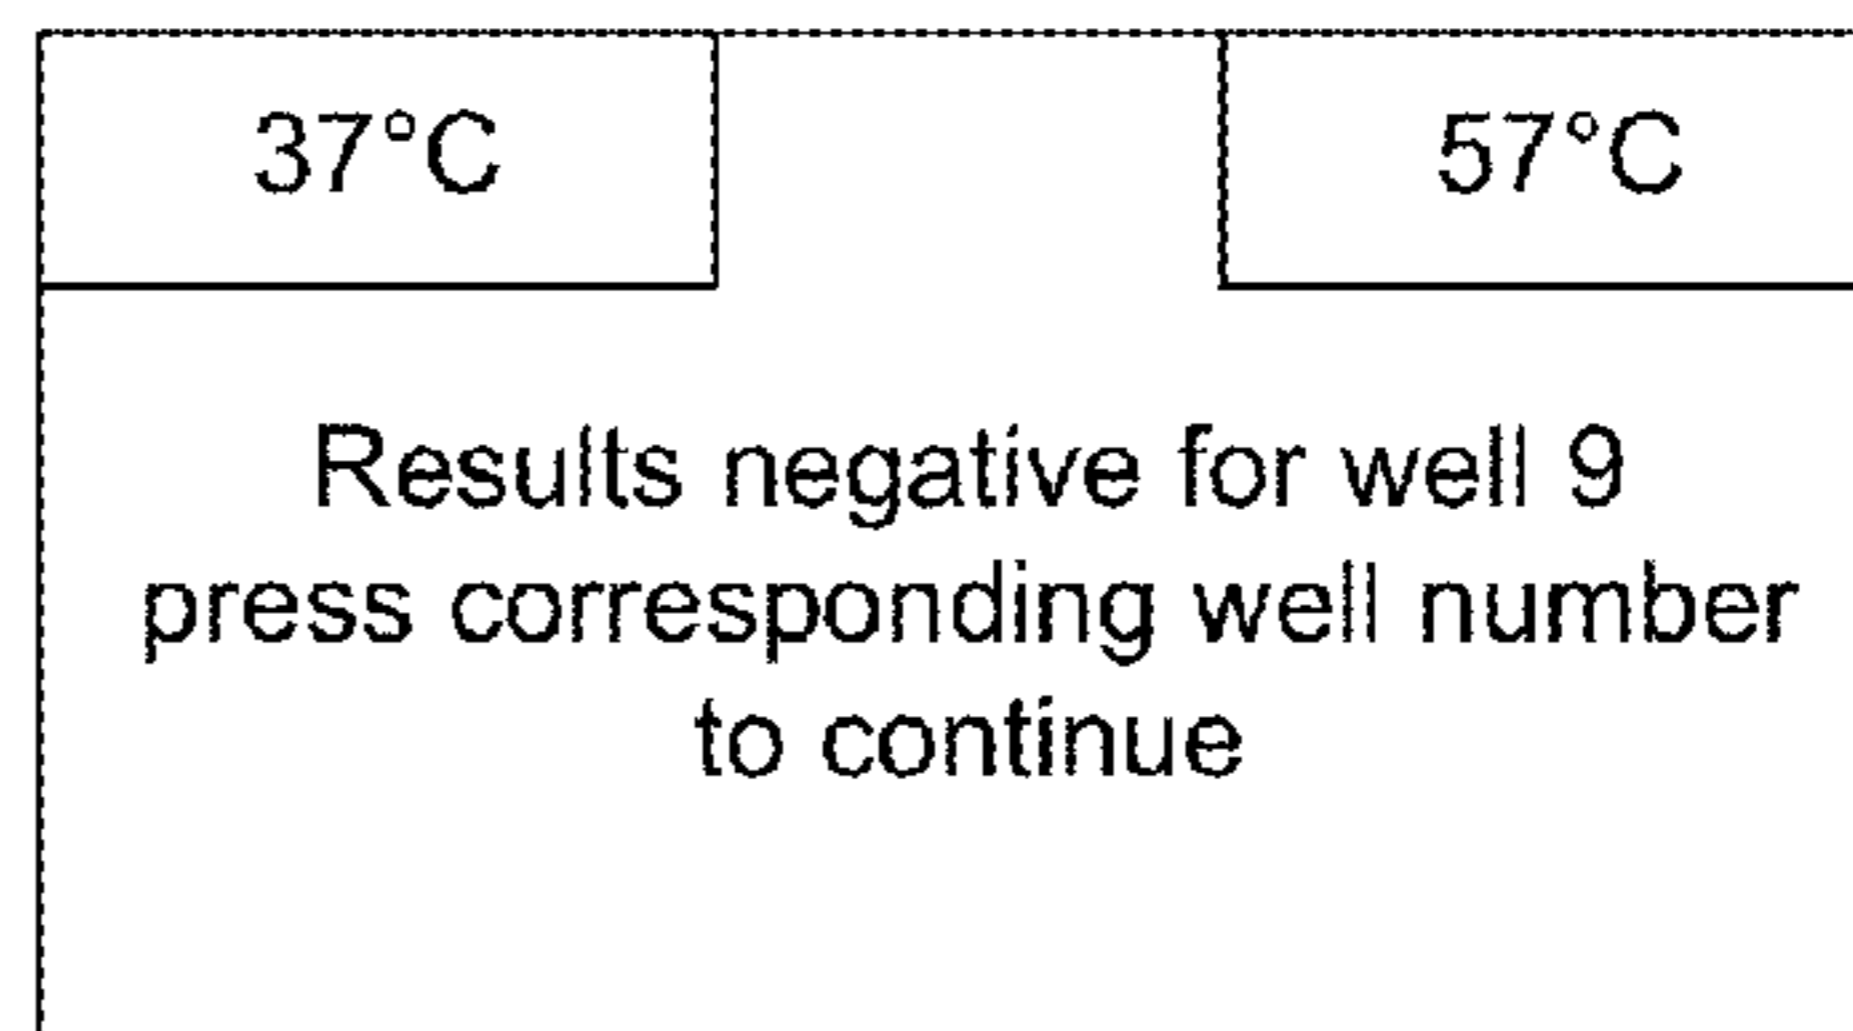 37°C
57°C
Results negative for well 9
press corresponding well number
to continue